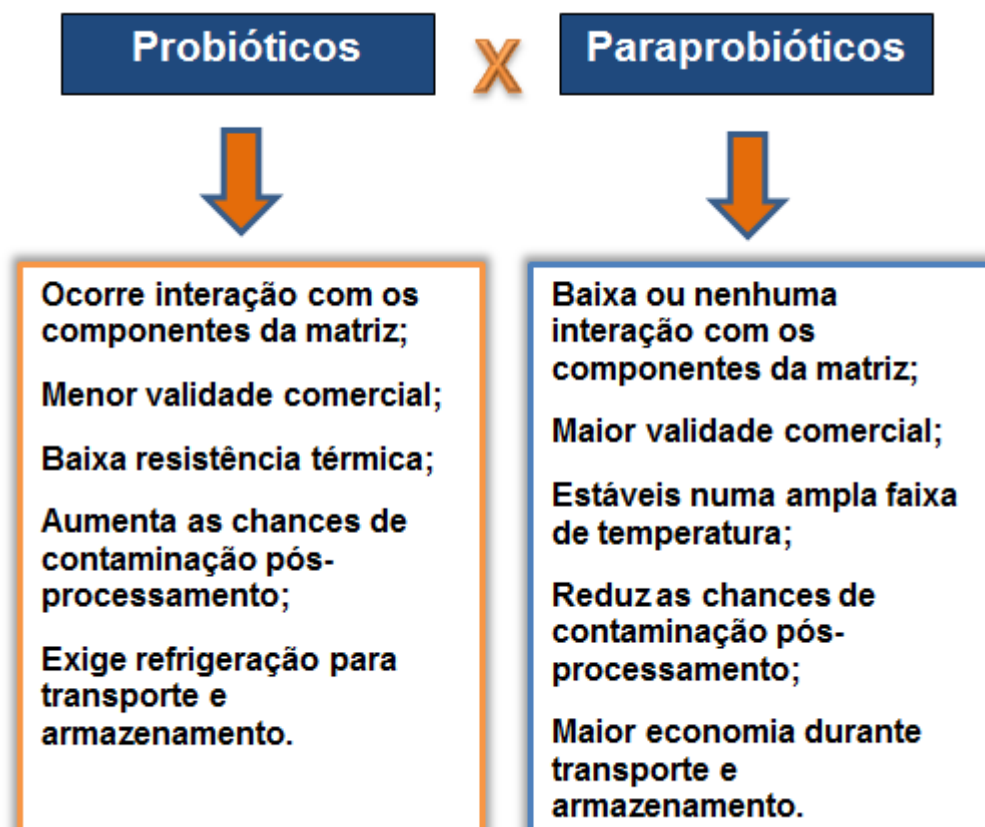 Probióticos
X
Paraprobióticos
Ocorre interação com os
componentes da matriz;
Menor validade comercial;
Baixa resistência térmica;
Aumenta as chances de
contaminação pós-
processamento;
Exige refrigeração para
transporte e
armazenamento.
Baixa ou nenhuma
interação com os
componentes da matriz;
Maior validade comercial;
Estáveis numa ampla faixa
de temperatura;
Reduz as chances de
contaminação pós-
processamento;
Maior economia durante
transporte e
armazenamento.